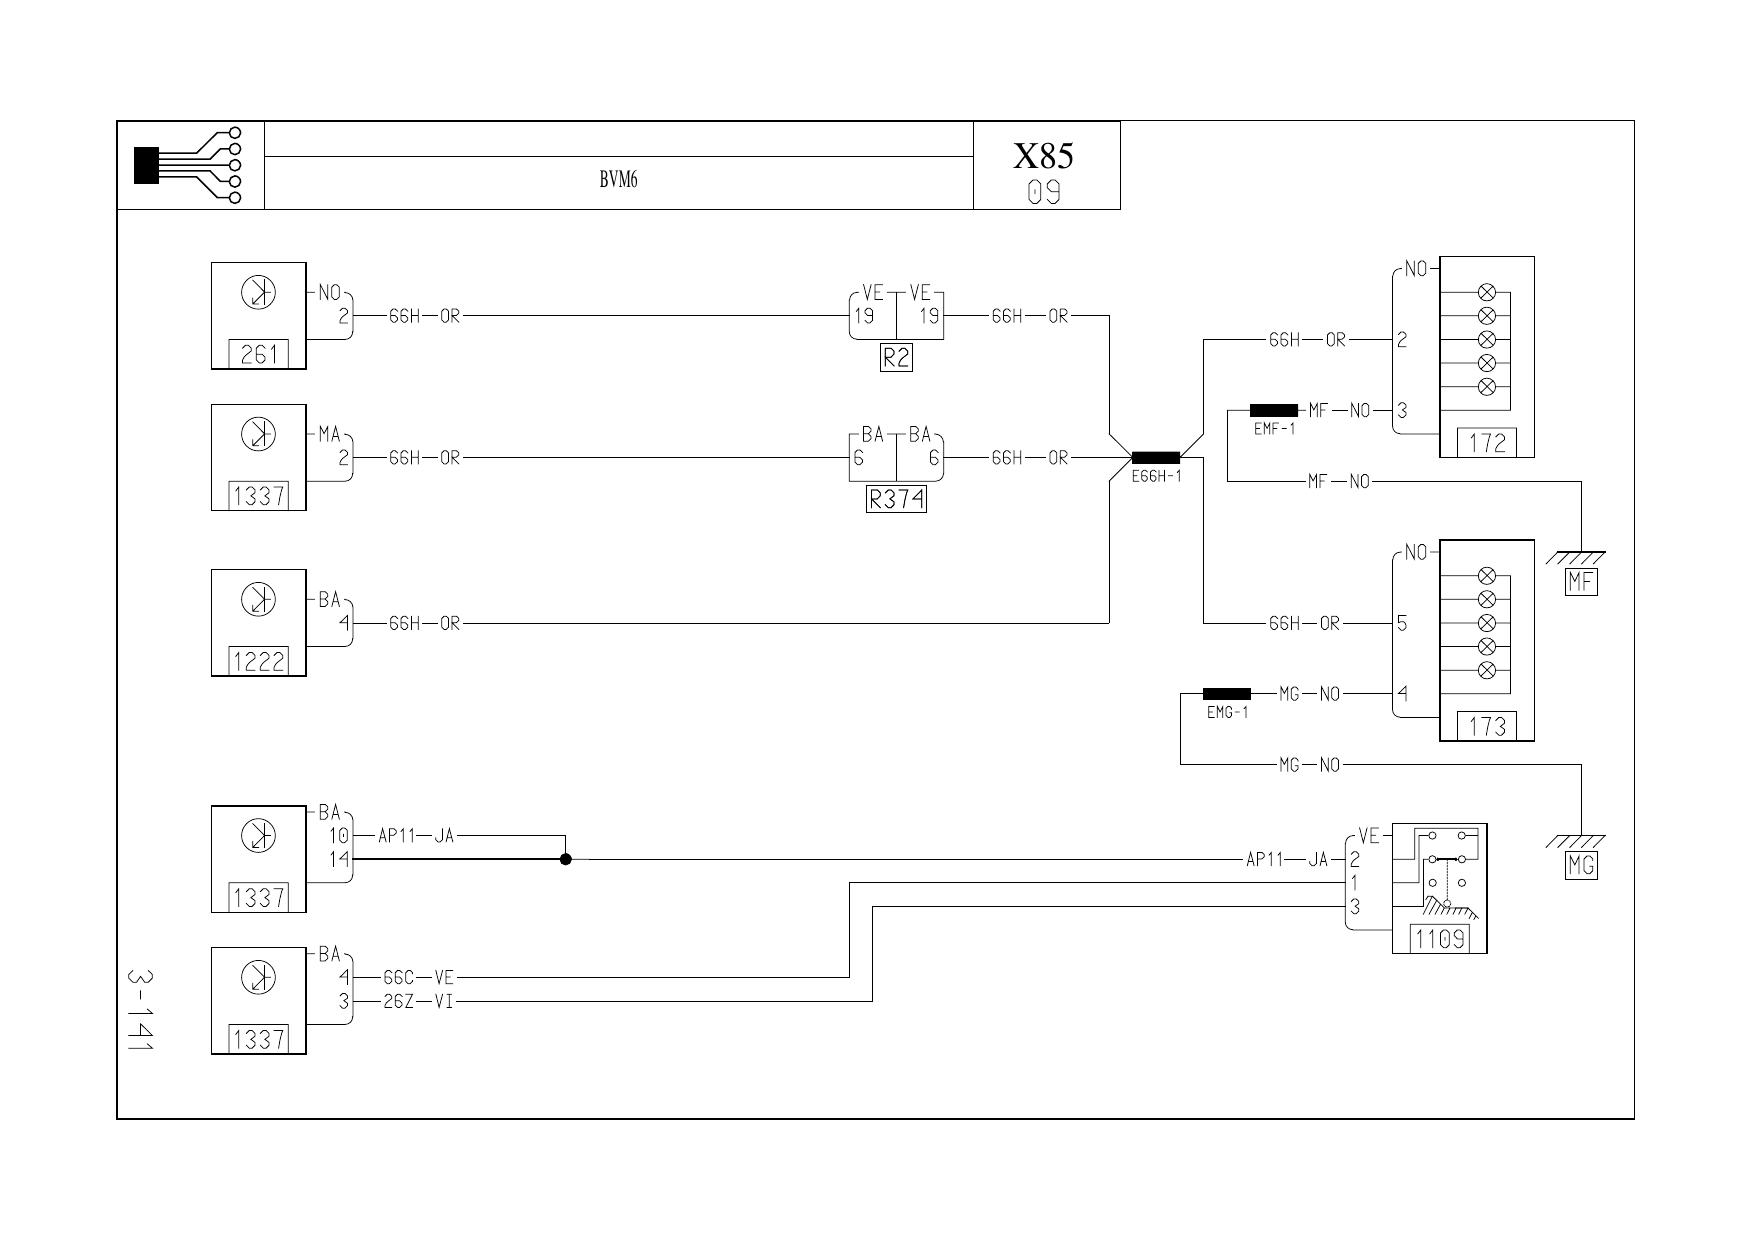 BVM6
X85
09
NO
2 66H OR
261
VE VE
19 19
R2
66H OR
NO
66H OR 2
EMF-1
MF NO 3
172
MA
2 66H OR
1337
BA BA
6 6
R374
66H OR
E66H-1
MF NO
MF
BA
4 66H OR
1222
NO
66H OR 5
EMG-1
MG NO 4
173
MG NO
MG
BA
10 AP11 JA
14
1337
VE
AP11 JA 2
1
3
1109
BA
4 66C VE
3 26Z VI
1337
3-141